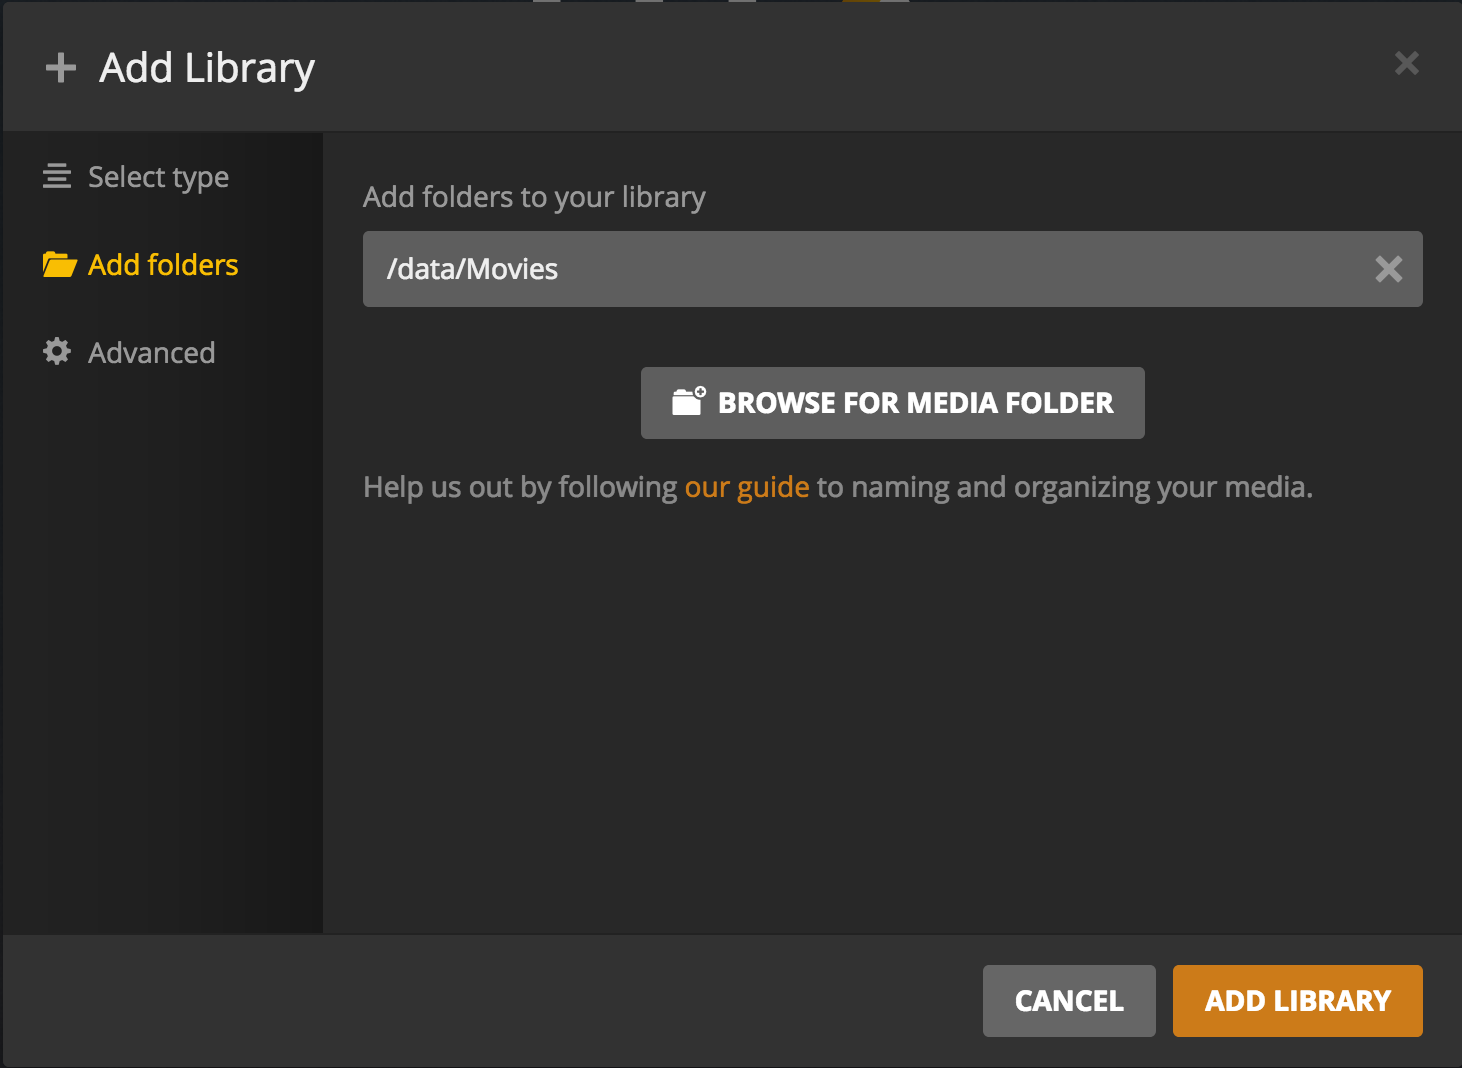 Add Library
Select type
Add folders
Advanced
Add folders to your library
/data/Movies
BROWSE FOR MEDIA FOLDER
Help us out by following our guide to naming and organizing your media.
CANCEL
ADD LIBRARY